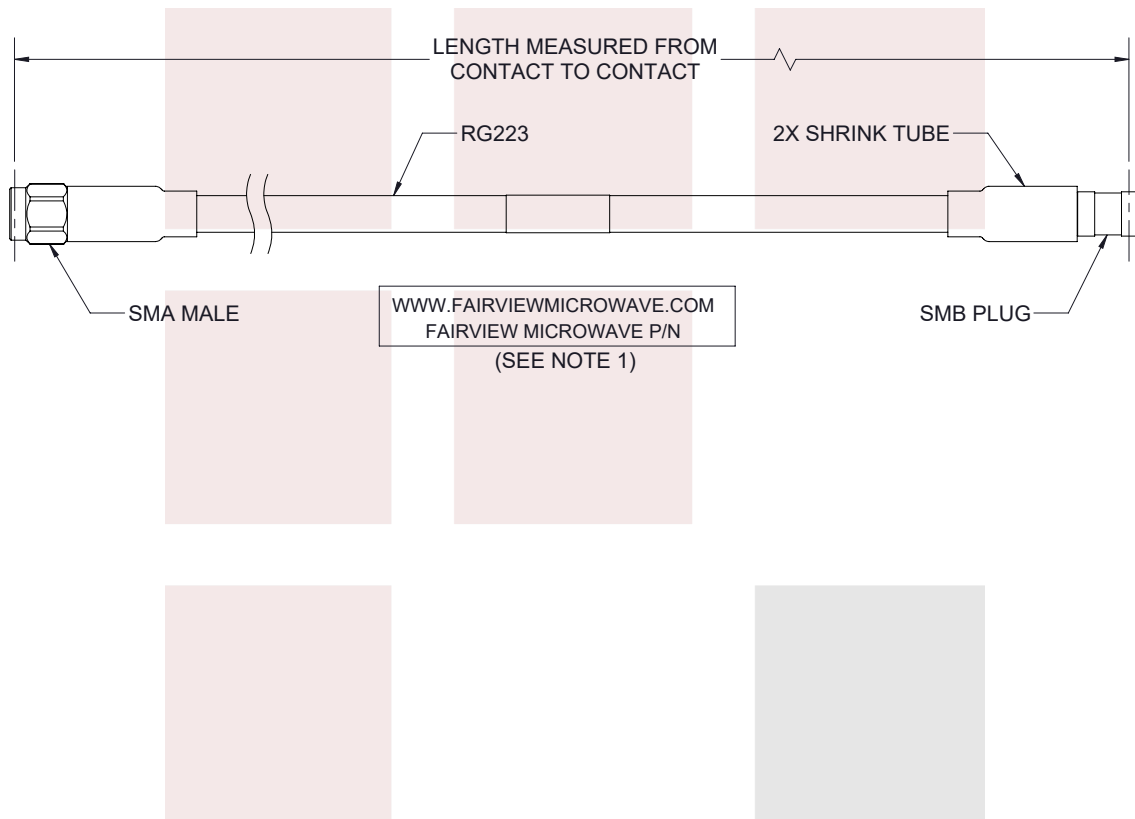 LENGTH MEASURED FROM
CONTACT TO CONTACT
RG223
2X SHRINK TUBE
SMA MALE
WWW.FAIRVIEWMICROWAVE.COM
FAIRVIEW MICROWAVE P/N
(SEE NOTE 1)
SMB PLUG